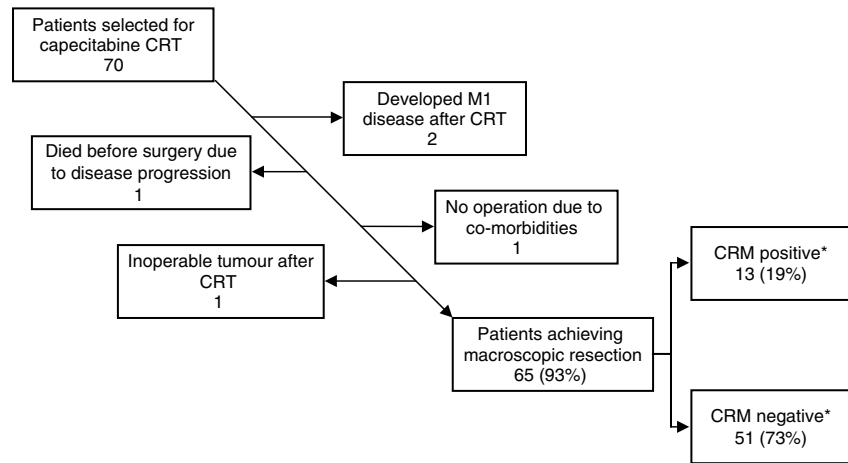 Patients selected for
capecitabine CRT
70
Developed M1
disease after CRT
2
Died before surgery due
to disease progression
1
No operation due to
co-morbidities
1
Inoperable tumour after
CRT
1
Patients achieving
macroscopic resection
65 (93%)
CRM positive*
13 (19%)
CRM negative*
51 (73%)